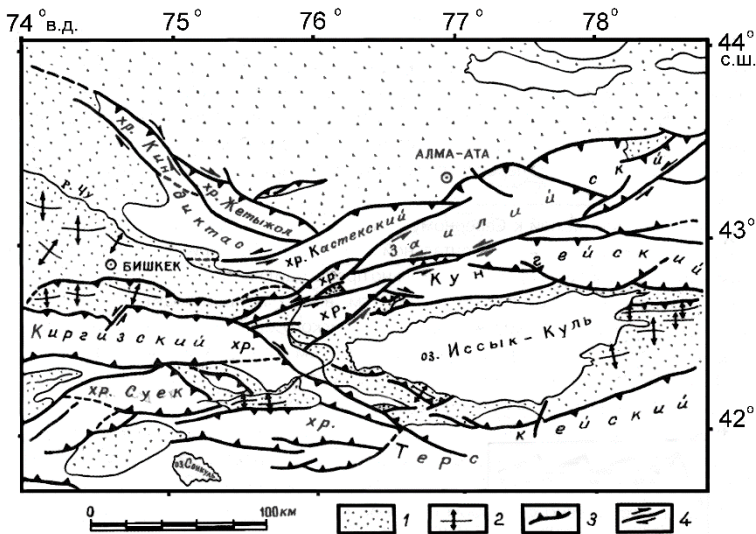 74° в.д. 75° 76° 77° 78° 44° с.ш.
АЛМА-АТА
хр. Киндиктас
хр. Жетыжол
р. Чу
хр. Кастекский
хр. Заилийский
43°
БИШКЕК
хр. Кунгейский
Киргизский хр.
оз. Иссык-Куль
хр. Суек
хр. Терскейский
42°
оз. Сонкуль
0 100 км
1 2 3 4